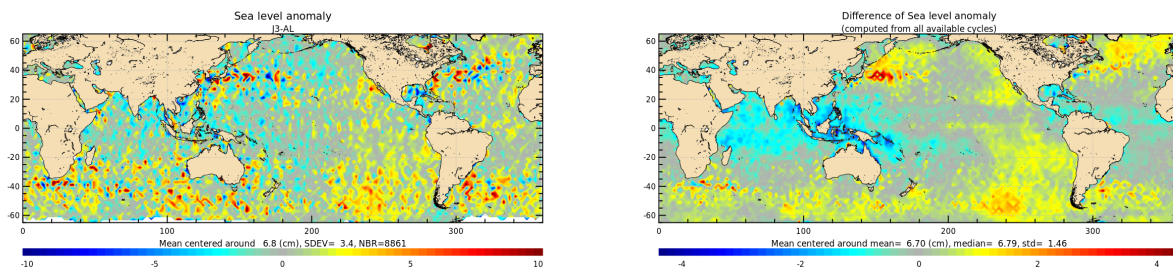 Sea level anomaly
J3-AL
60
40
20
0
-20
-40
-60
0 100 200 300
Mean centered around 6.8 (cm), SDEV= 3.4, NBR=8861
-10 -5 0 5 10
Difference of Sea level anomaly
(computed from all available cycles)
60
40
20
0
-20
-40
-60
0 100 200 300
Mean centered around mean= 6.70 (cm), median= 6.79, std= 1.46
-4 -2 0 2 4